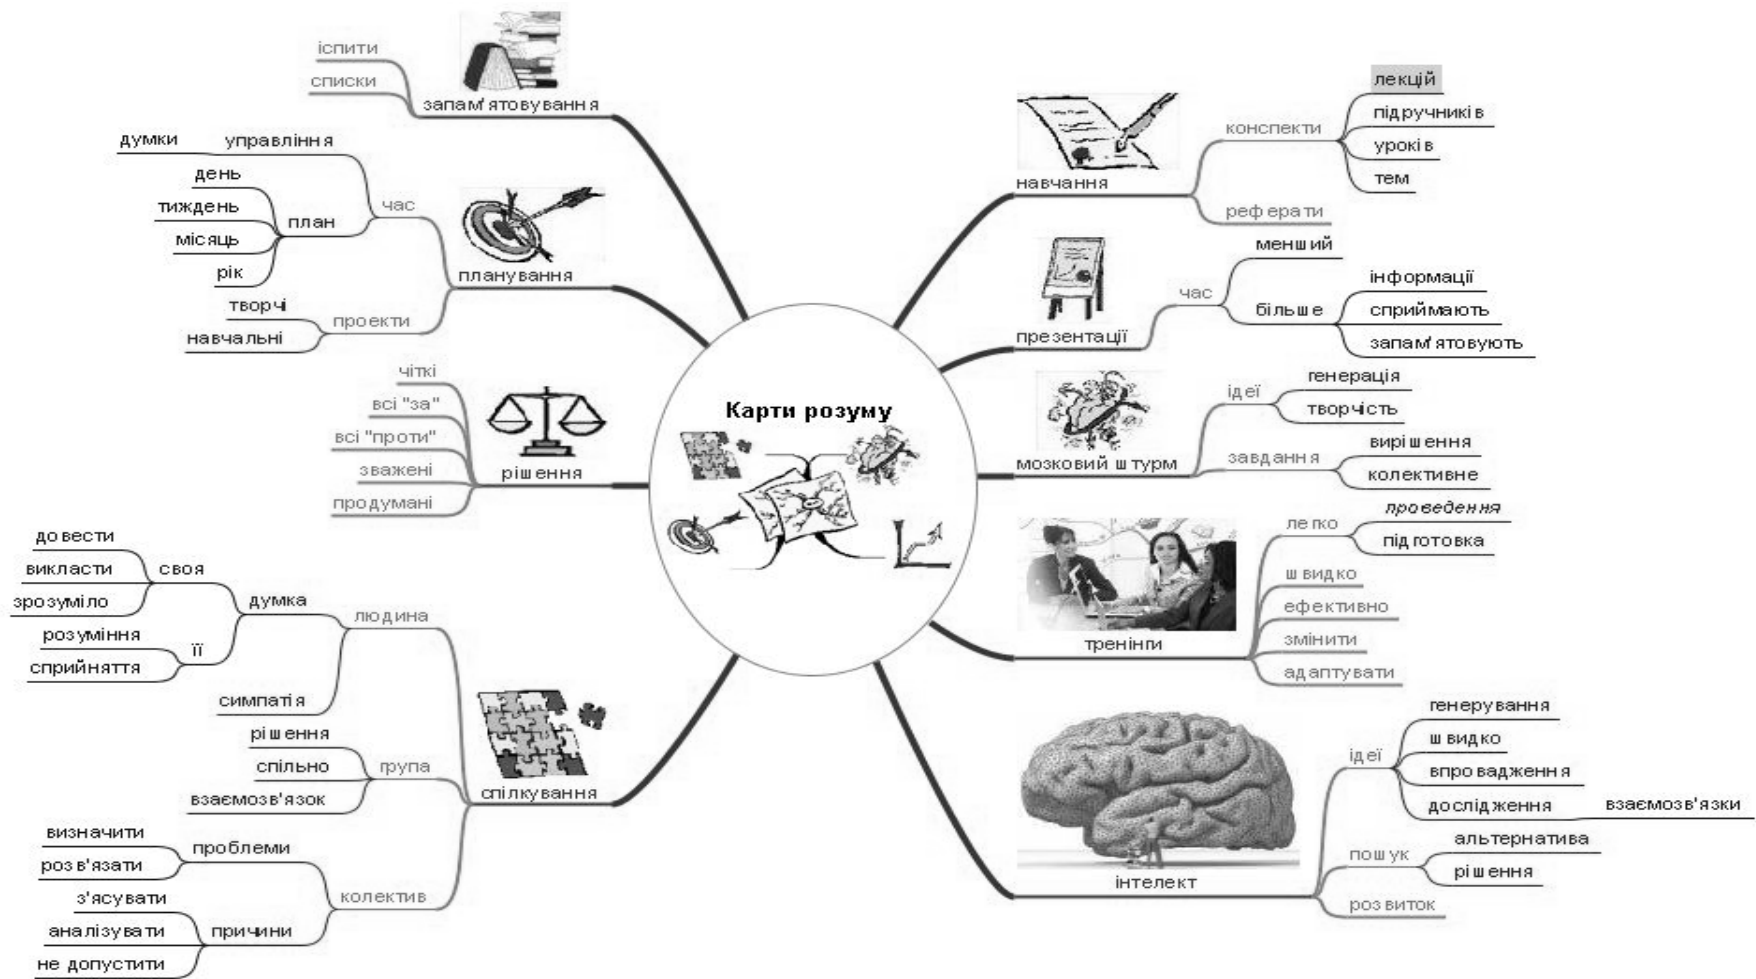 Карти розуму
запам'ятовування
іспити
списки
планування
час
управління
думки
план
день
тиждень
місяць
рік
проекти
творчі
навчальні
рішення
чіткі
всі "за"
всі "проти"
зважені
продумані
спілкування
людина
думка
своя
довести
викласти
зрозуміло
її
розуміння
сприйняття
симпатія
група
рішення
спільно
взаємозв'язок
колектив
проблеми
визначити
розв'язати
причини
з'ясувати
аналізувати
не допустити
навчання
конспекти
лекцій
підручників
уроків
тем
реферати
презентації
час
менший
більше
інформації
сприймають
запам'ятовують
мозковий штурм
ідеї
генерація
творчість
завдання
вирішення
колективне
тренінги
легко
проведення
підготовка
швидко
ефективно
змінити
адаптувати
інтелект
ідеї
генерування
швидко
впровадження
дослідження
взаємозв'язки
пошук
альтернатива
рішення
розвиток